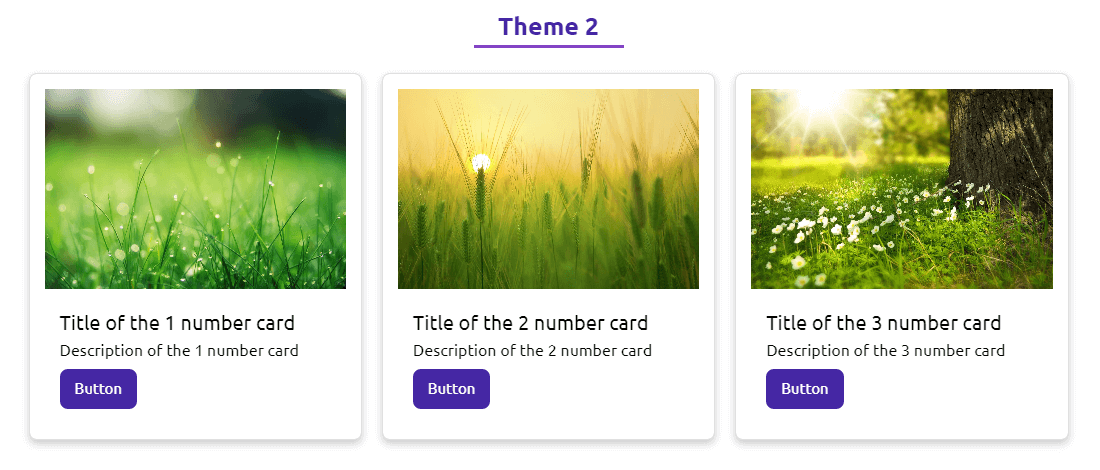 Theme 2
Title of the 1 number card
Description of the 1 number card
Button
Title of the 2 number card
Description of the 2 number card
Button
Title of the 3 number card
Description of the 3 number card
Button